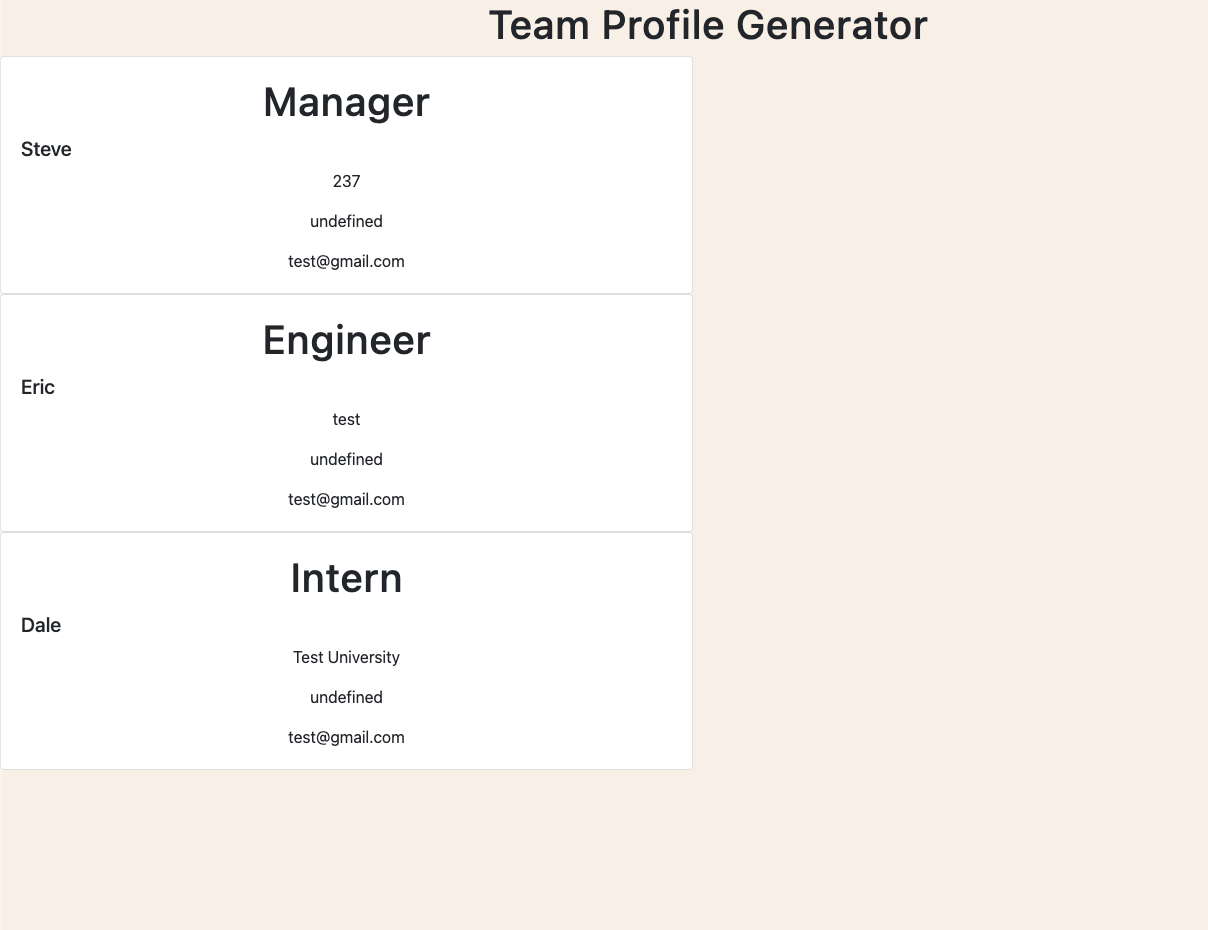 Team Profile Generator
Manager
Steve
237
undefined
test@gmail.com
Engineer
Eric
test
undefined
test@gmail.com
Intern
Dale
Test University
undefined
test@gmail.com